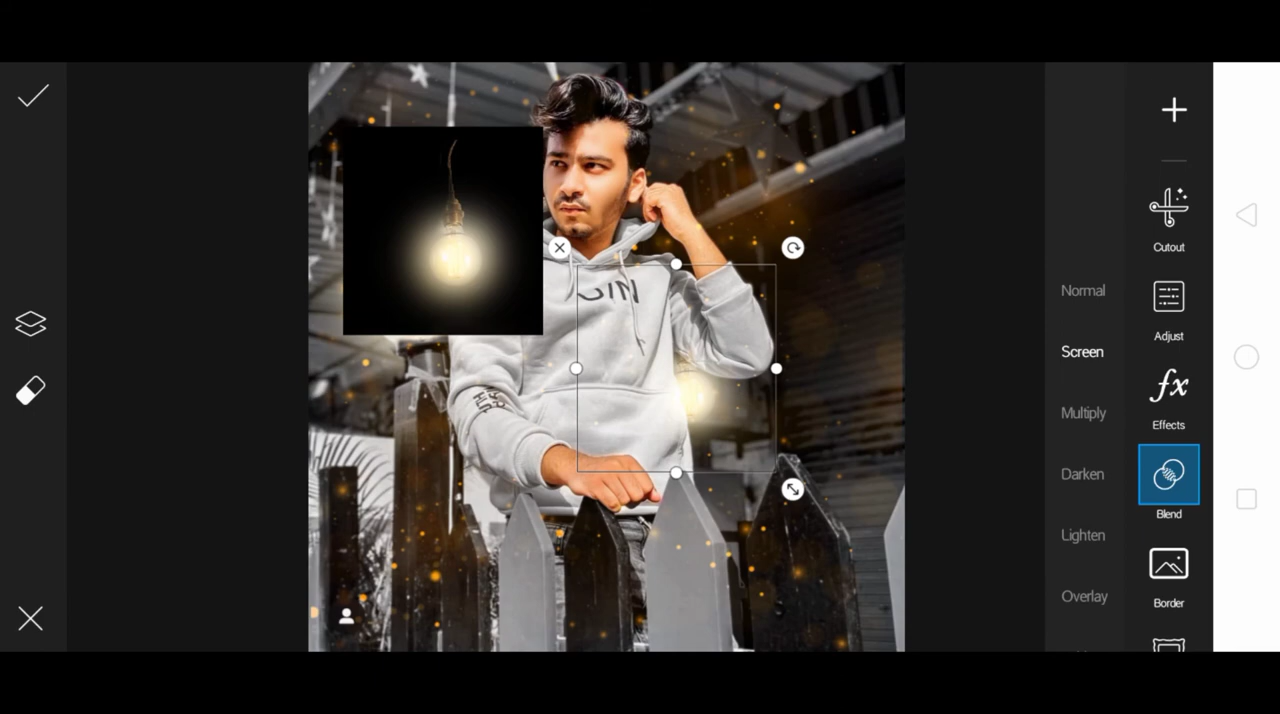 Cutout
Adjust
fx
Effects
Blend
Border
Normal
Screen
Multiply
Darken
Lighten
Overlay